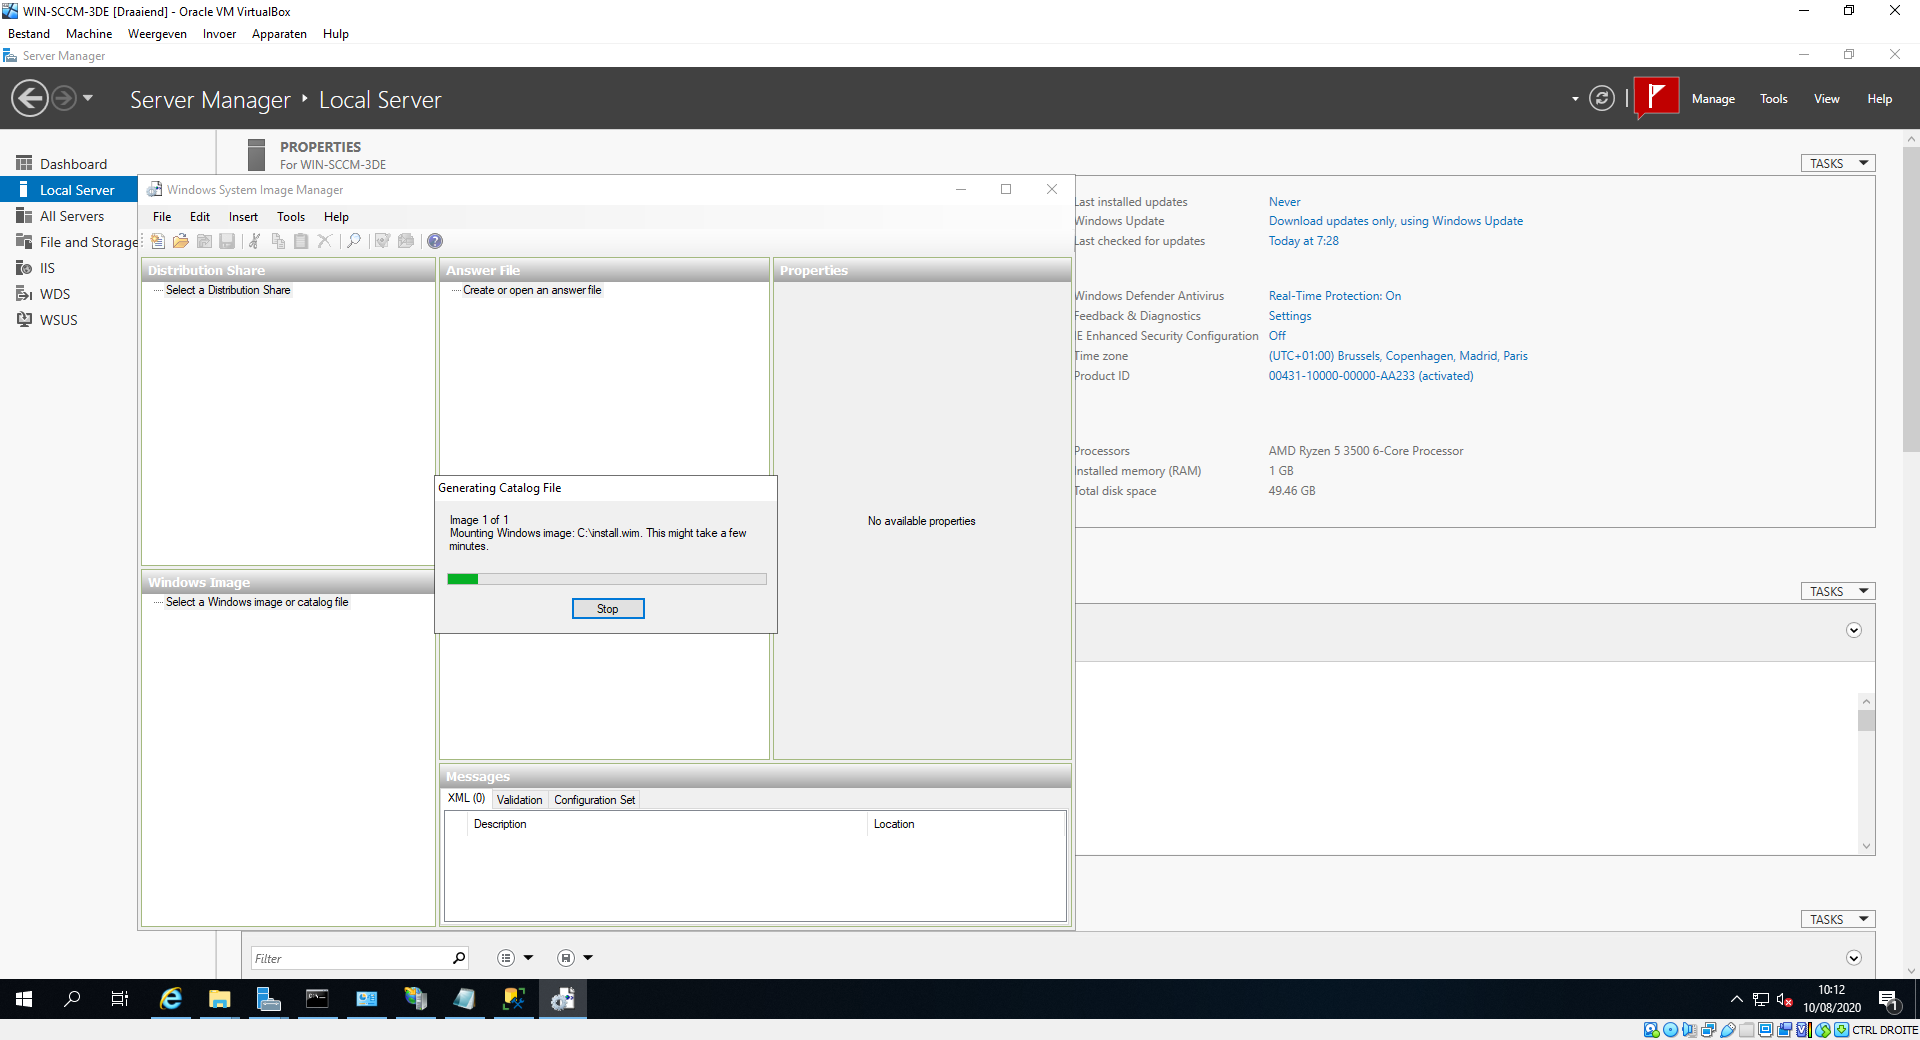 WIN-SCCM-3DE [Draaiend] - Oracle VM VirtualBox
Bestand Machine Weergeven Invoer Apparaten Hulp
Server Manager
Server Manager ‣ Local Server
Manage Tools View Help
Dashboard
Local Server
All Servers
File and Storage
IIS
WDS
WSUS
PROPERTIES
For WIN-SCCM-3DE
TASKS
Windows System Image Manager
File Edit Insert Tools Help
Distribution Share
Select a Distribution Share
Answer File
Create or open an answer file
Properties
No available properties
Windows Image
Select a Windows image or catalog file
Generating Catalog File
Image 1 of 1
Mounting Windows image: C:\install.wim. This might take a few
minutes.
Stop
Messages
XML (0) Validation Configuration Set
Description Location
Last installed updates Never
Windows Update Download updates only, using Windows Update
Last checked for updates Today at 7:28
Windows Defender Antivirus Real-Time Protection: On
Feedback & Diagnostics Settings
IE Enhanced Security Configuration Off
Time zone (UTC+01:00) Brussels, Copenhagen, Madrid, Paris
Product ID 00431-10000-00000-AA233 (activated)
Processors AMD Ryzen 5 3500 6-Core Processor
Installed memory (RAM) 1 GB
Total disk space 49.46 GB
TASKS
TASKS
Filter
10:12
10/08/2020
1
CTRL DROITE